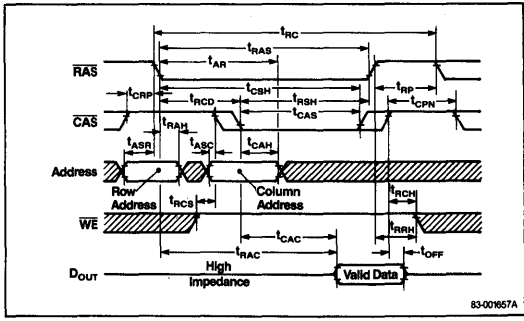 tRC
tRAS
tAR
RAS
tCRP
tCSH
tRP
tRCD
tRSH
tCPN
CAS
tRAH
tCAS
tASR
tASC
tCAH
Address
Row
Address
Column
Address
tRCS
tRCH
WE
tCAC
tRRH
tRAC
tOFF
DOUT
High
Impedance
Valid Data
83-001657A